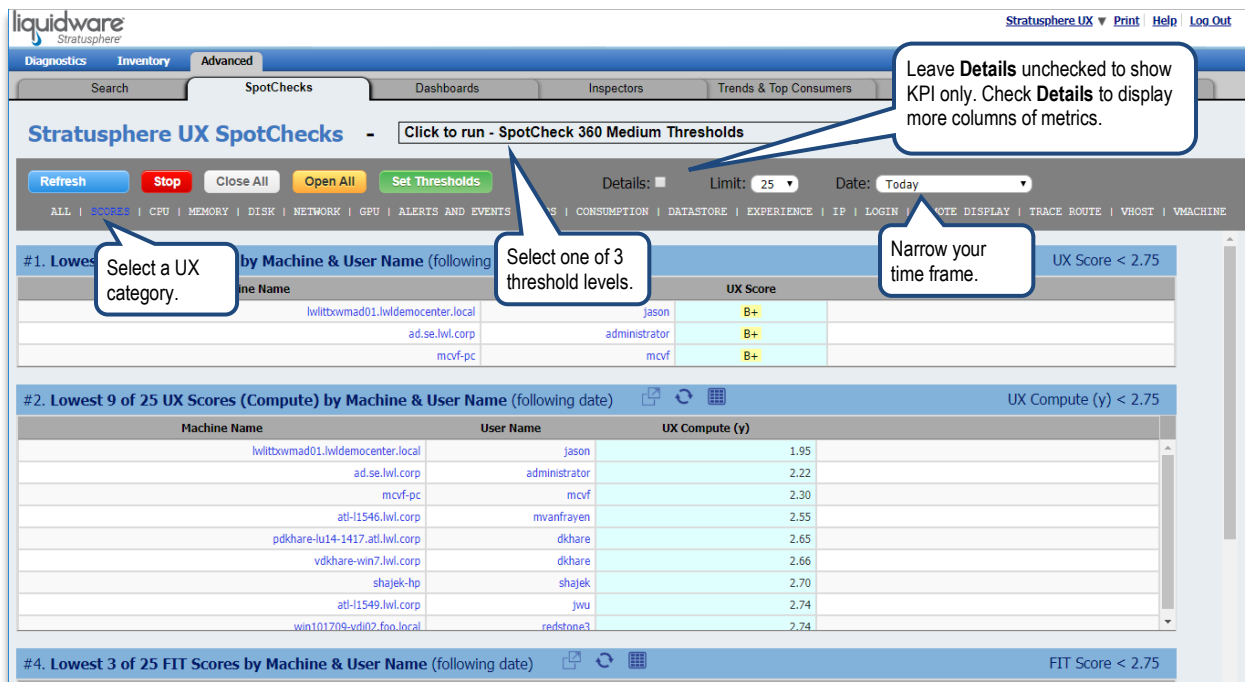 liquidware
Stratusphere
Stratusphere UX ▼ Print Help Log Out
Diagnostics Inventory Advanced
Search SpotChecks Dashboards Inspectors Trends & Top Consumers
Leave Details unchecked to show
KPI only. Check Details to display
more columns of metrics.
Stratusphere UX SpotChecks - Click to run - SpotCheck 360 Medium Thresholds
Refresh Stop Close All Open All Set Thresholds Details: Limit: 25 Date: Today
ALL | SCORES | CPU | MEMORY | DISK | NETWORK | GPU | ALERTS AND EVENTS | CONSUMPTION | DATASTORE | EXPERIENCE | IP | LOGIN | DISPLAY | TRACE ROUTE | VHOST | VMACHINE
Select a UX
category.
Select one of 3
threshold levels.
Narrow your
time frame.
#1. by Machine & User Name (following UX Score < 2.75
Name UX Score
lwlittxwmad01.lwldemocenter.local jason B+
ad.se.lwl.corp administrator B+
mcvf-pc mcvf B+
#2. Lowest 9 of 25 UX Scores (Compute) by Machine & User Name (following date) UX Compute (y) < 2.75
Machine Name User Name UX Compute (y)
lwlittxwmad01.lwldemocenter.local jason 1.95
ad.se.lwl.corp administrator 2.22
mcvf-pc mcvf 2.30
atl-l1546.lwl.corp mvanfrayen 2.55
pdkhare-lu14-1417.atl.lwl.corp dkhare 2.65
vdkhare-win7.lwl.corp dkhare 2.66
shajek-hp shajek 2.70
atl-l1549.lwl.corp jwu 2.74
win101709-vdi02.foo.local redstone3 2.74
#4. Lowest 3 of 25 FIT Scores by Machine & User Name (following date) FIT Score < 2.75